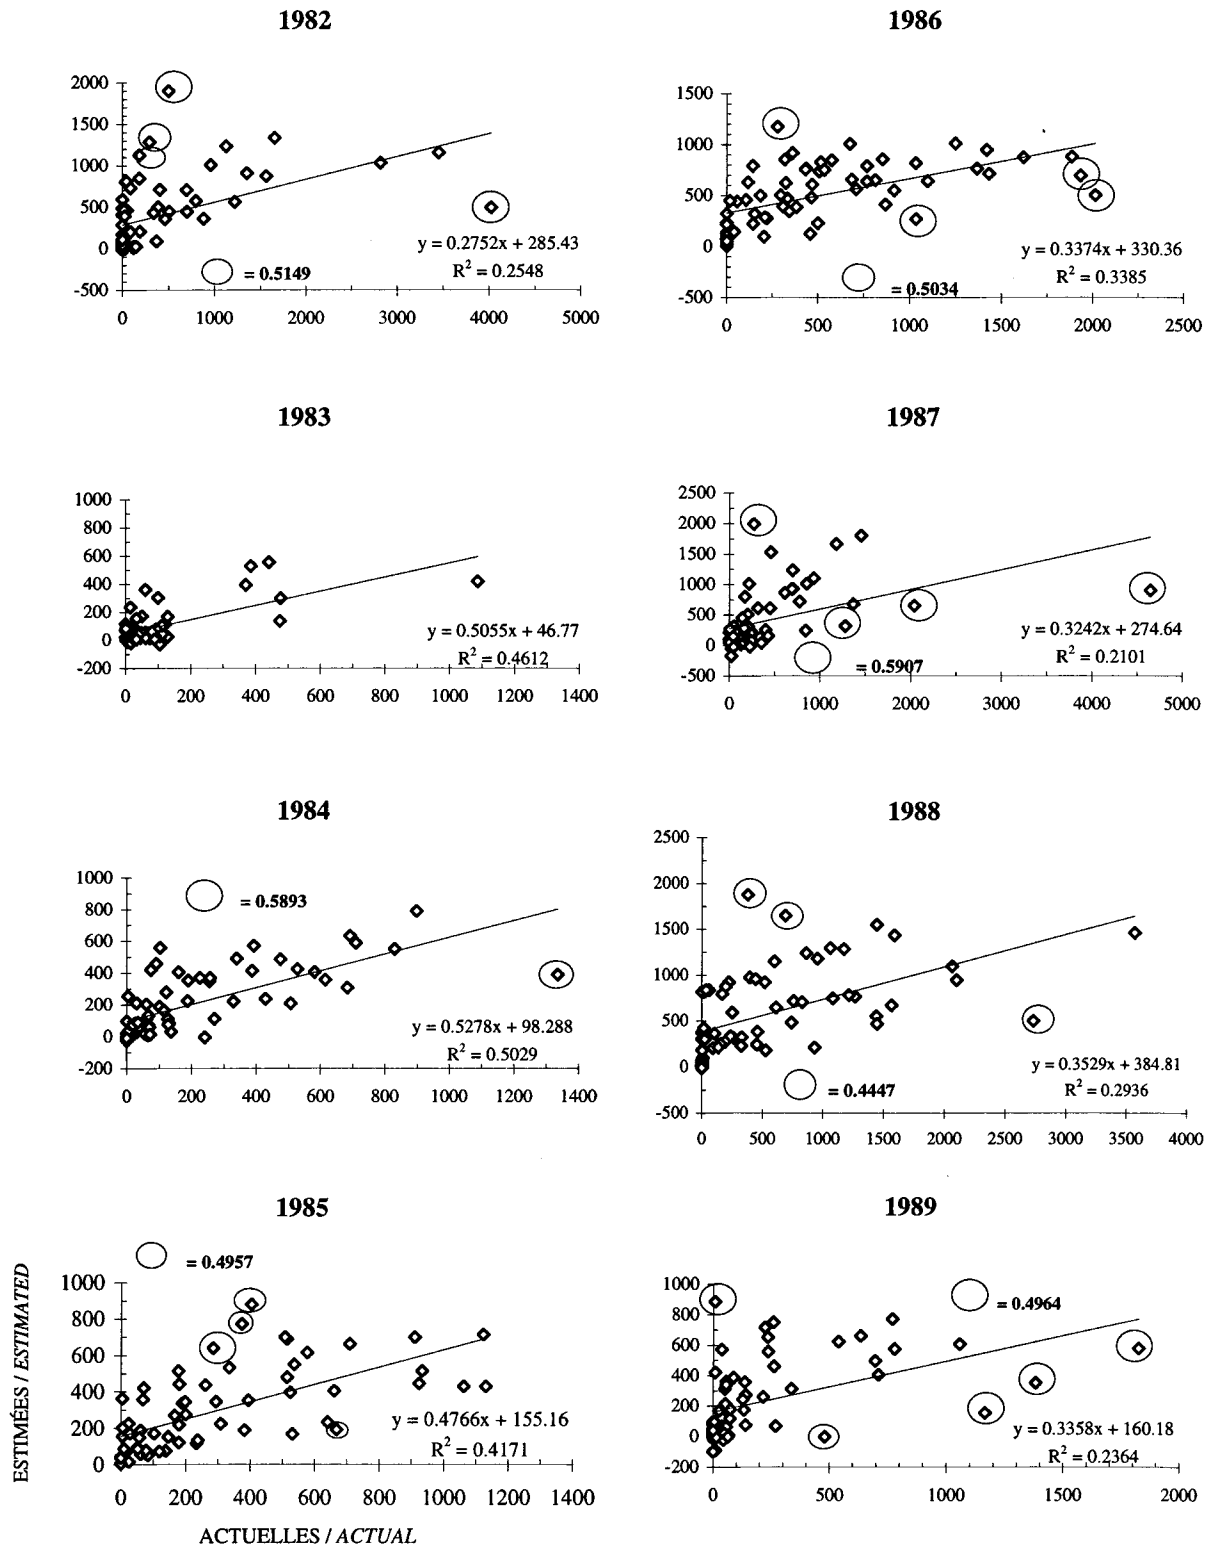 1982
2000
1500
1000
500
0
-500
0 1000 2000 3000 4000 5000
y = 0.2752x + 285.43
R² = 0.2548
= 0.5149
1983
1000
800
600
400
200
0
-200
0 200 400 600 800 1000 1200 1400
y = 0.5055x + 46.77
R² = 0.4612
1984
1000
800
600
400
200
0
-200
0 200 400 600 800 1000 1200 1400
= 0.5893
y = 0.5278x + 98.288
R² = 0.5029
1985
= 0.4957
1000
800
600
400
200
0
0 200 400 600 800 1000 1200 1400
y = 0.4766x + 155.16
R² = 0.4171
ESTIMÉES / ESTIMATED
ACTUELLES / ACTUAL
1986
1500
1000
500
0
-500
0 500 1000 1500 2000 2500
y = 0.3374x + 330.36
R² = 0.3385
= 0.5034
1987
2500
2000
1500
1000
500
0
-500
0 1000 2000 3000 4000 5000
y = 0.3242x + 274.64
R² = 0.2101
= 0.5907
1988
2500
2000
1500
1000
500
0
-500
0 500 1000 1500 2000 2500 3000 3500 4000
y = 0.3529x + 384.81
R² = 0.2936
= 0.4447
1989
1000
800
600
400
200
0
-200
0 500 1000 1500 2000
= 0.4964
y = 0.3358x + 160.18
R² = 0.2364